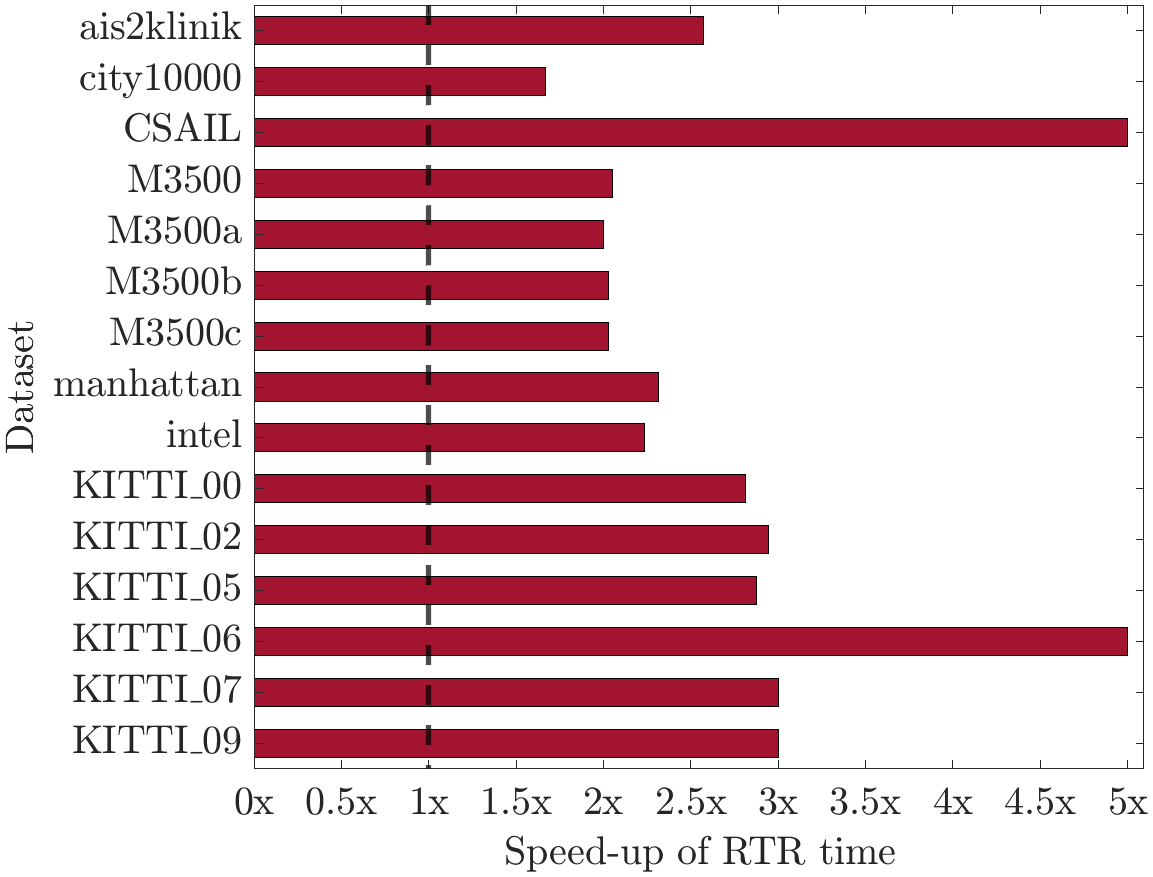 ais2klinik
city10000
CSAIL
M3500
M3500a
M3500b
M3500c
manhattan
intel
KITTI_00
KITTI_02
KITTI_05
KITTI_06
KITTI_07
KITTI_09
Dataset
0x 0.5x 1x 1.5x 2x 2.5x 3x 3.5x 4x 4.5x 5x
Speed-up of RTR time